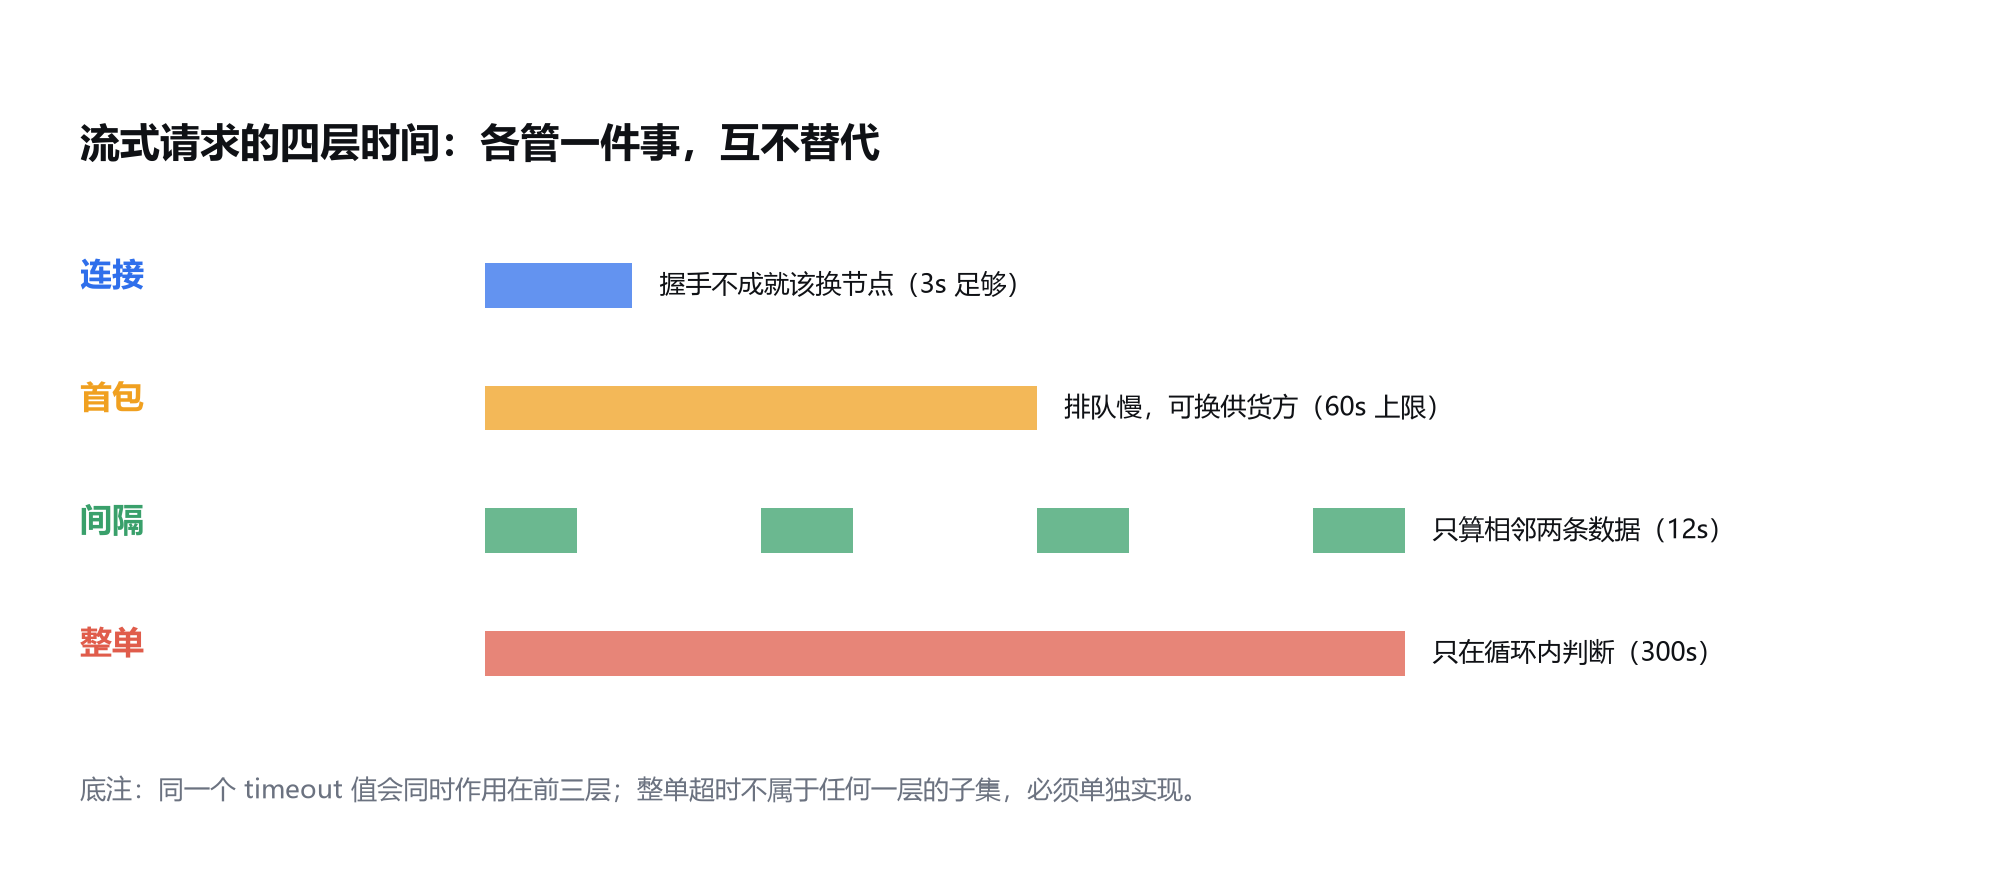 流式请求的四层时间：各管一件事，互不替代
连接
握手不成就该换节点（3s 足够）
首包
排队慢，可换供货方（60s 上限）
间隔
只算相邻两条数据（12s）
整单
只在循环内判断（300s）
底注：同一个 timeout 值会同时作用在前三层；整单超时不属于任何一层的子集，必须单独实现。